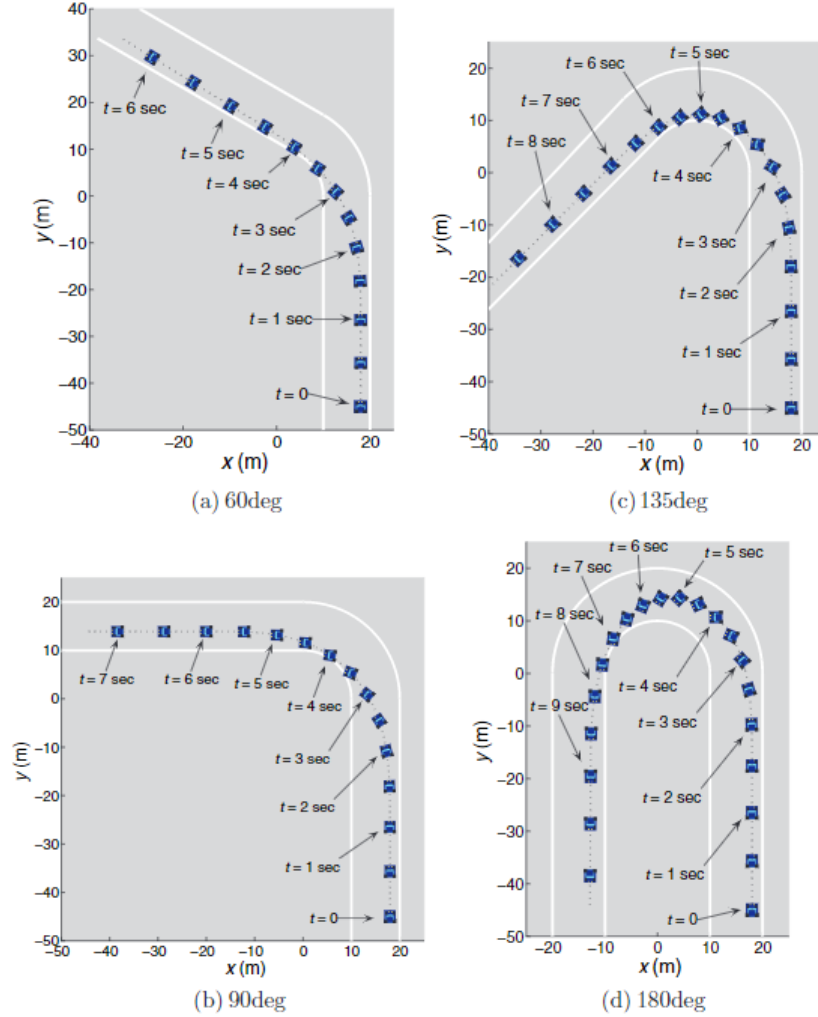 40
30
20
10
0
−10
−20
−30
−40
−50
y (m)
t = 6 sec
t = 5 sec
t = 4 sec
t = 3 sec
t = 2 sec
t = 1 sec
t = 0
−40
−20
0
20
x (m)
(a) 60deg
20
10
0
−10
−20
−30
−40
−50
y (m)
t = 5 sec
t = 6 sec
t = 7 sec
t = 8 sec
t = 4 sec
t = 3 sec
t = 2 sec
t = 1 sec
t = 0
−40
−30
−20
−10
0
10
20
x (m)
(c) 135deg
20
10
0
−10
−20
−30
−40
−50
y (m)
t = 7 sec
t = 6 sec
t = 5 sec
t = 4 sec
t = 3 sec
t = 2 sec
t = 1 sec
t = 0
−50
−40
−30
−20
−10
0
10
20
x (m)
(b) 90deg
20
10
0
−10
−20
−30
−40
−50
y (m)
t = 6 sec
t = 5 sec
t = 7 sec
t = 8 sec
t = 4 sec
t = 9 sec
t = 3 sec
t = 2 sec
t = 1 sec
t = 0
−20
−10
0
10
20
x (m)
(d) 180deg